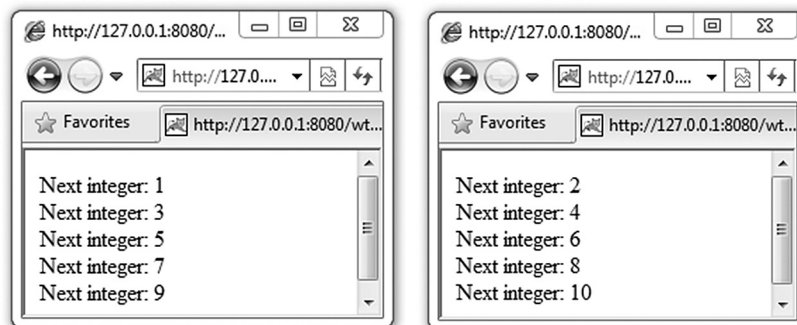 http://127.0.0.1:8080/...
http://127.0....
Favorites
http://127.0.0.1:8080/wt...
Next integer: 1
Next integer: 3
Next integer: 5
Next integer: 7
Next integer: 9
http://127.0.0.1:8080/...
http://127.0....
Favorites
http://127.0.0.1:8080/wt...
Next integer: 2
Next integer: 4
Next integer: 6
Next integer: 8
Next integer: 10